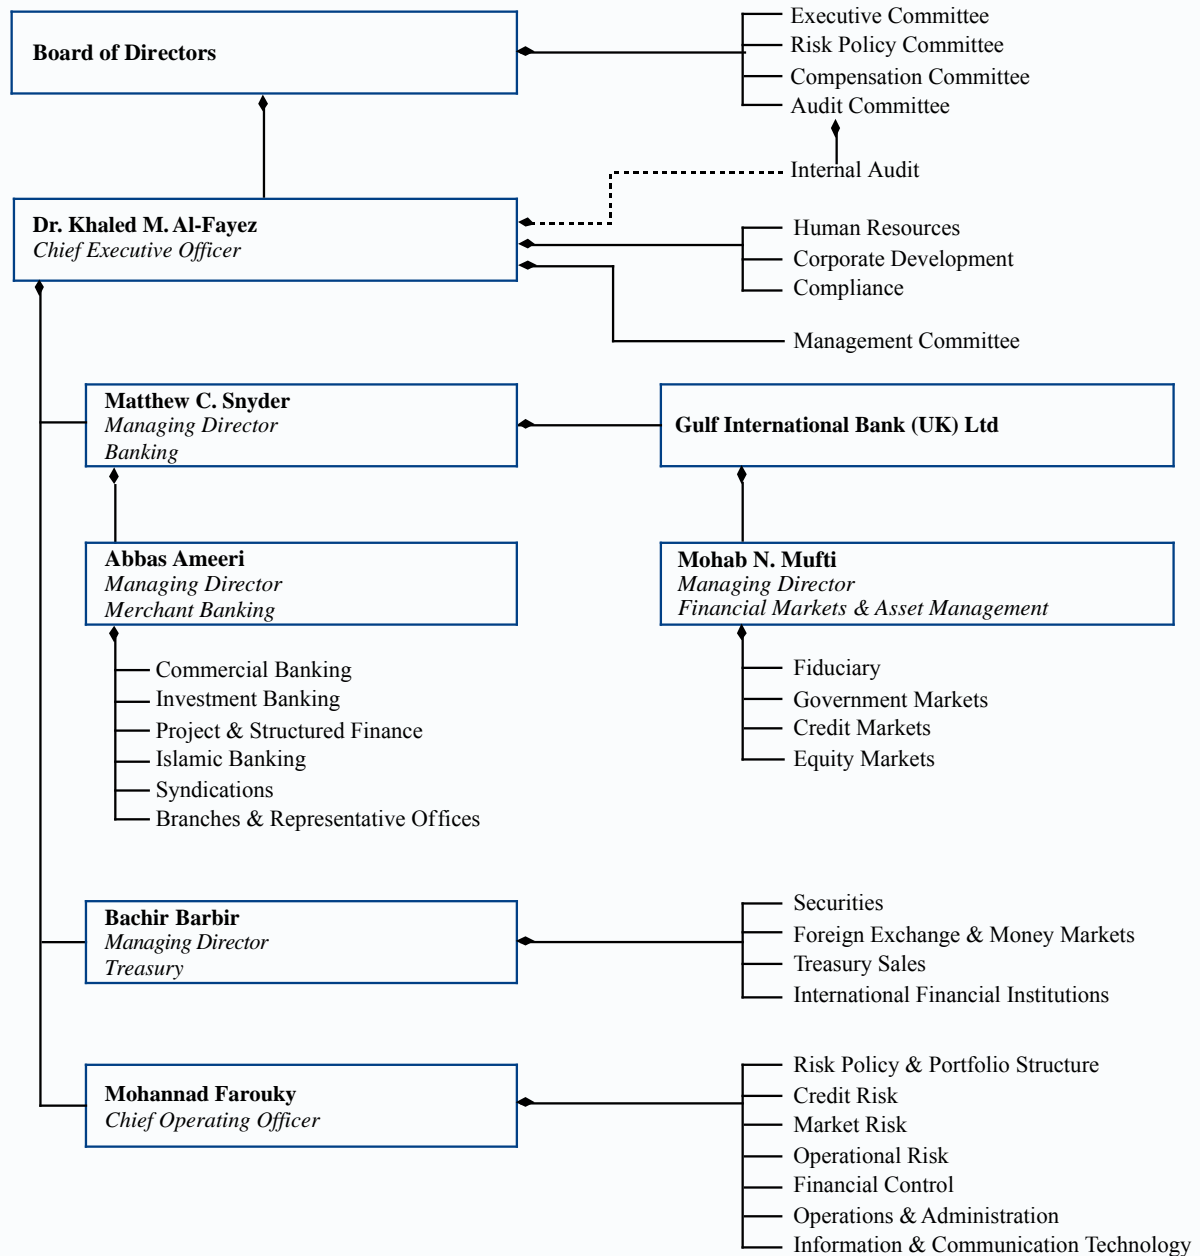 Board of Directors
Executive Committee
Risk Policy Committee
Compensation Committee
Audit Committee
Internal Audit
Dr. Khaled M. Al-Fayez
Chief Executive Officer
Human Resources
Corporate Development
Compliance
Management Committee
Matthew C. Snyder
Managing Director
Banking
Gulf International Bank (UK) Ltd
Abbas Ameeri
Managing Director
Merchant Banking
Mohab N. Mufti
Managing Director
Financial Markets & Asset Management
Commercial Banking
Investment Banking
Project & Structured Finance
Islamic Banking
Syndications
Branches & Representative Offices
Fiduciary
Government Markets
Credit Markets
Equity Markets
Bachir Barbir
Managing Director
Treasury
Securities
Foreign Exchange & Money Markets
Treasury Sales
International Financial Institutions
Mohannad Farouky
Chief Operating Officer
Risk Policy & Portfolio Structure
Credit Risk
Market Risk
Operational Risk
Financial Control
Operations & Administration
Information & Communication Technology